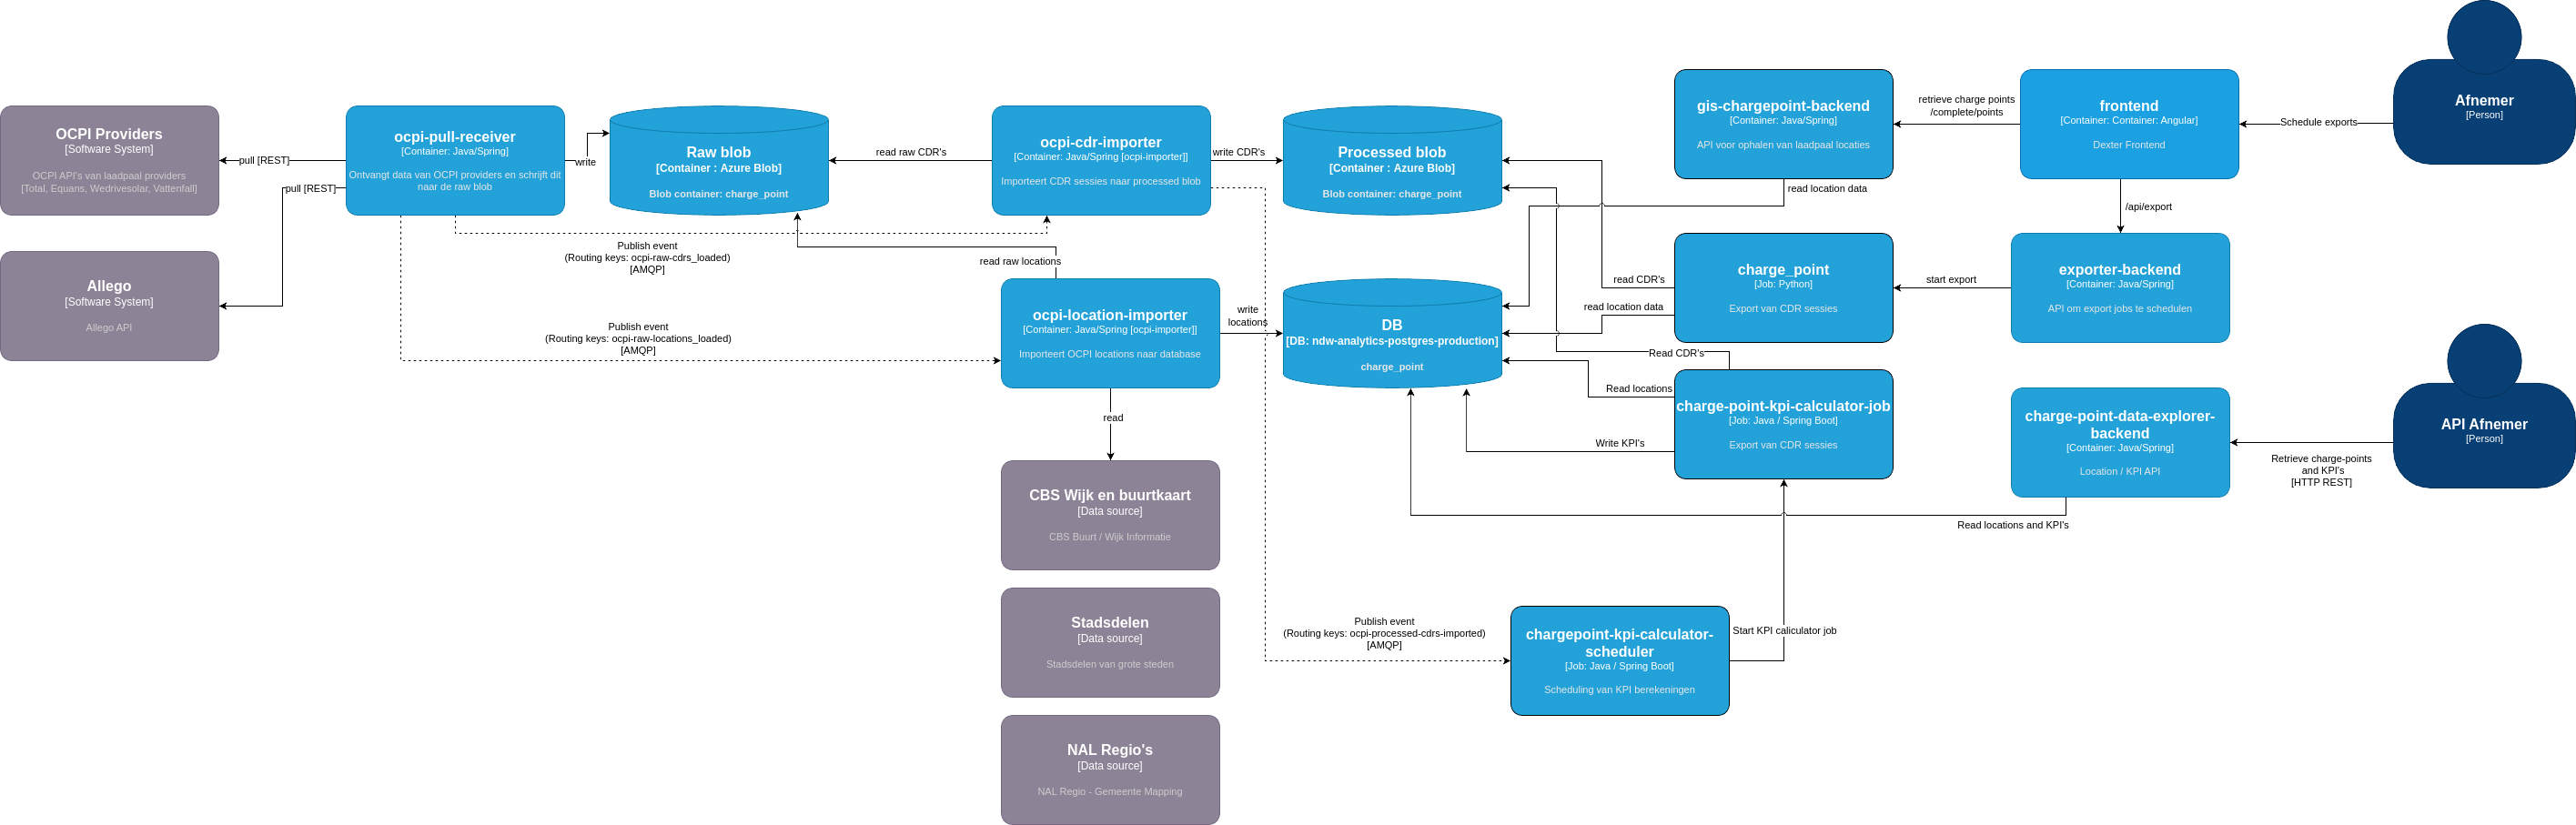 OCPI Providers
[Software System]
OCPI API's van laadpaal providers
[Total, Equans, Wedrivesolar, Vattenfall]
Allego
[Software System]
Allego API
pull [REST]
pull [REST]
ocpi-pull-receiver
[Container: Java/Spring]
Ontvangt data van OCPI providers en schrijft dit
naar de raw blob
write
Raw blob
[Container : Azure Blob]
Blob container: charge_point
Publish event
(Routing keys: ocpi-raw-cdrs_loaded)
[AMQP]
Publish event
(Routing keys: ocpi-raw-locations_loaded)
[AMQP]
read raw CDR's
read raw locations
ocpi-cdr-importer
[Container: Java/Spring [ocpi-importer]]
Importeert CDR sessies naar processed blob
ocpi-location-importer
[Container: Java/Spring [ocpi-importer]]
Importeert OCPI locations naar database
read
CBS Wijk en buurtkaart
[Data source]
CBS Buurt / Wijk Informatie
Stadsdelen
[Data source]
Stadsdelen van grote steden
NAL Regio's
[Data source]
NAL Regio - Gemeente Mapping
write CDR's
write
locations
Processed blob
[Container : Azure Blob]
Blob container: charge_point
DB
[DB: ndw-analytics-postgres-production]
charge_point
Publish event
(Routing keys: ocpi-processed-cdrs-imported)
[AMQP]
chargepoint-kpi-calculator-
scheduler
[Job: Java / Spring Boot]
Scheduling van KPI berekeningen
Start KPI caliculator job
gis-chargepoint-backend
[Container: Java/Spring]
API voor ophalen van laadpaal locaties
read location data
read CDR's
read location data
charge_point
[Job: Python]
Export van CDR sessies
Read CDR's
Read locations
Write KPI's
charge-point-kpi-calculator-job
[Job: Java / Spring Boot]
Export van CDR sessies
retrieve charge points
/complete/points
frontend
[Container: Container: Angular]
Dexter Frontend
/api/export
start export
exporter-backend
[Container: Java/Spring]
API om export jobs te schedulen
charge-point-data-explorer-
backend
[Container: Java/Spring]
Location / KPI API
Read locations and KPI's
Schedule exports
Afnemer
[Person]
Retrieve charge-points
and KPI's
[HTTP REST]
API Afnemer
[Person]